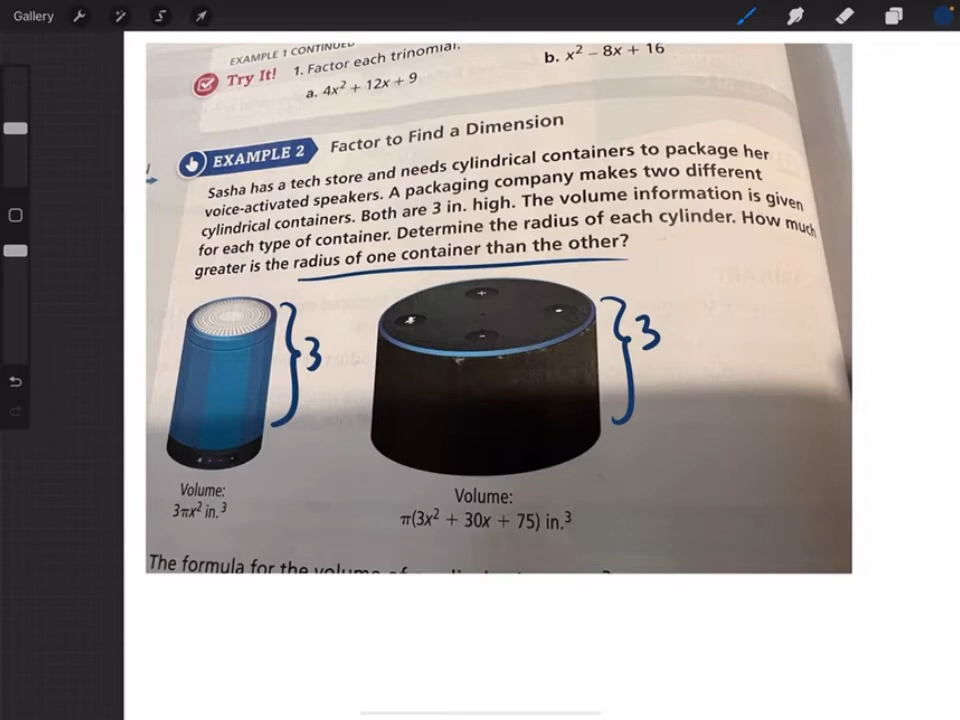 Gallery
EXAMPLE 1 CONTINUED
Try It! 1. Factor each trinomial.
a. 4x² + 12x + 9
b. x² − 8x + 16
EXAMPLE 2 Factor to Find a Dimension
Sasha has a tech store and needs cylindrical containers to package her
voice-activated speakers. A packaging company makes two different
cylindrical containers. Both are 3 in. high. The volume information is given
for each type of container. Determine the radius of each cylinder. How much
greater is the radius of one container than the other?
3
3
Volume:
3πx² in.³
Volume:
π(3x² + 30x + 75) in.³
The formula for the volume of